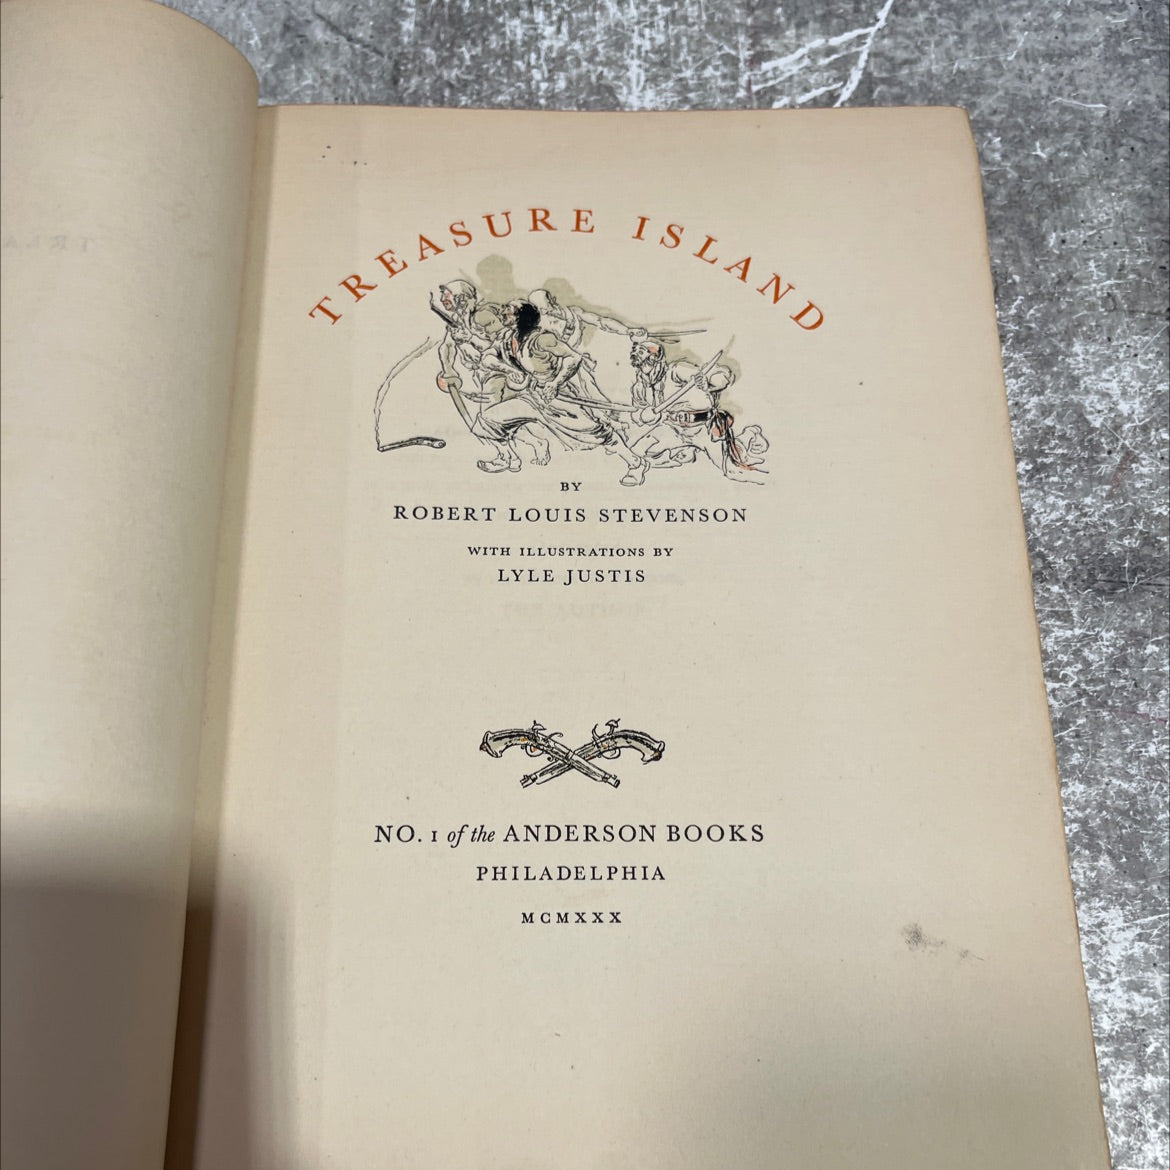 TREASURE ISLAND
BY
ROBERT LOUIS STEVENSON
WITH ILLUSTRATIONS BY
LYLE JUSTIS
NO. 1 of the ANDERSON BOOKS
PHILADELPHIA
MCMXXX